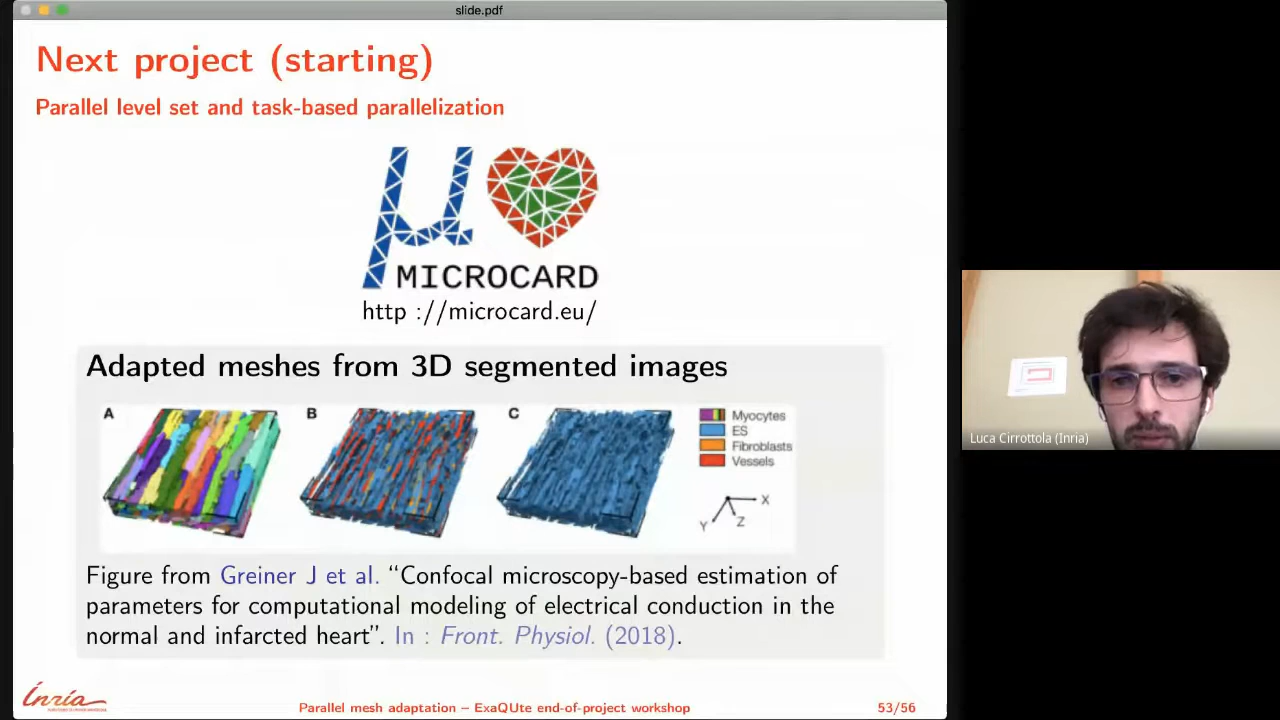 slide.pdf
Next project (starting)
Parallel level set and task-based parallelization
μ
MICROCARD
http ://microcard.eu/
Adapted meshes from 3D segmented images
A
B
C
Myocytes
ES
Fibroblasts
Vessels
X
Y
Z
Figure from Greiner J et al. “Confocal microscopy-based estimation of
parameters for computational modeling of electrical conduction in the
normal and infarcted heart”. In : Front. Physiol. (2018).
Inria
Parallel mesh adaptation – ExaQUte end-of-project workshop
53/56
Luca Cirrottola (Inria)